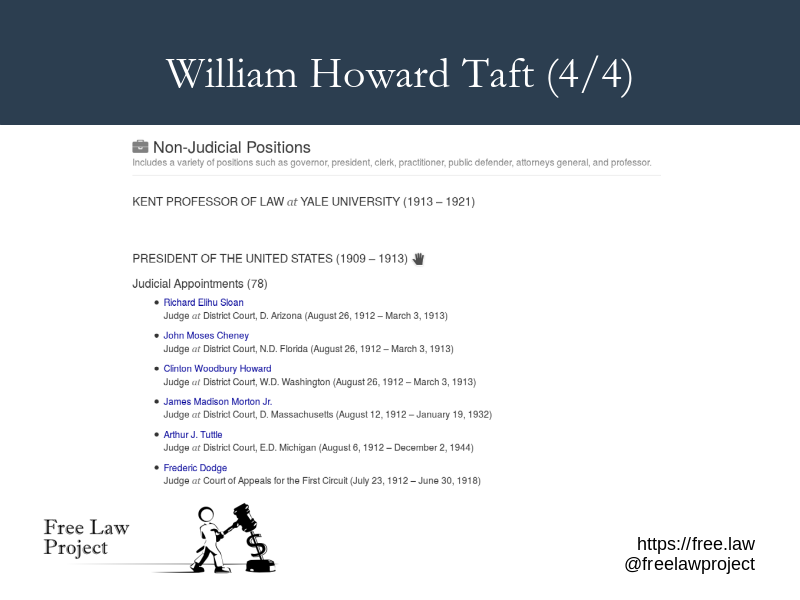 William Howard Taft (4/4)
Non-Judicial Positions
Includes a variety of positions such as governor, president, clerk, practitioner, public defender, attorneys general, and professor.
KENT PROFESSOR OF LAW at YALE UNIVERSITY (1913 – 1921)
PRESIDENT OF THE UNITED STATES (1909 – 1913)
Judicial Appointments (78)
• Richard Elihu Sloan
Judge at District Court, D. Arizona (August 26, 1912 – March 3, 1913)
• John Moses Cheney
Judge at District Court, N.D. Florida (August 26, 1912 – March 3, 1913)
• Clinton Woodbury Howard
Judge at District Court, W.D. Washington (August 26, 1912 – March 3, 1913)
• James Madison Morton Jr.
Judge at District Court, D. Massachusetts (August 12, 1912 – January 19, 1932)
• Arthur J. Tuttle
Judge at District Court, E.D. Michigan (August 6, 1912 – December 2, 1944)
• Frederic Dodge
Judge at Court of Appeals for the First Circuit (July 23, 1912 – June 30, 1918)
Free Law
Project
$
https://free.law
@freelawproject